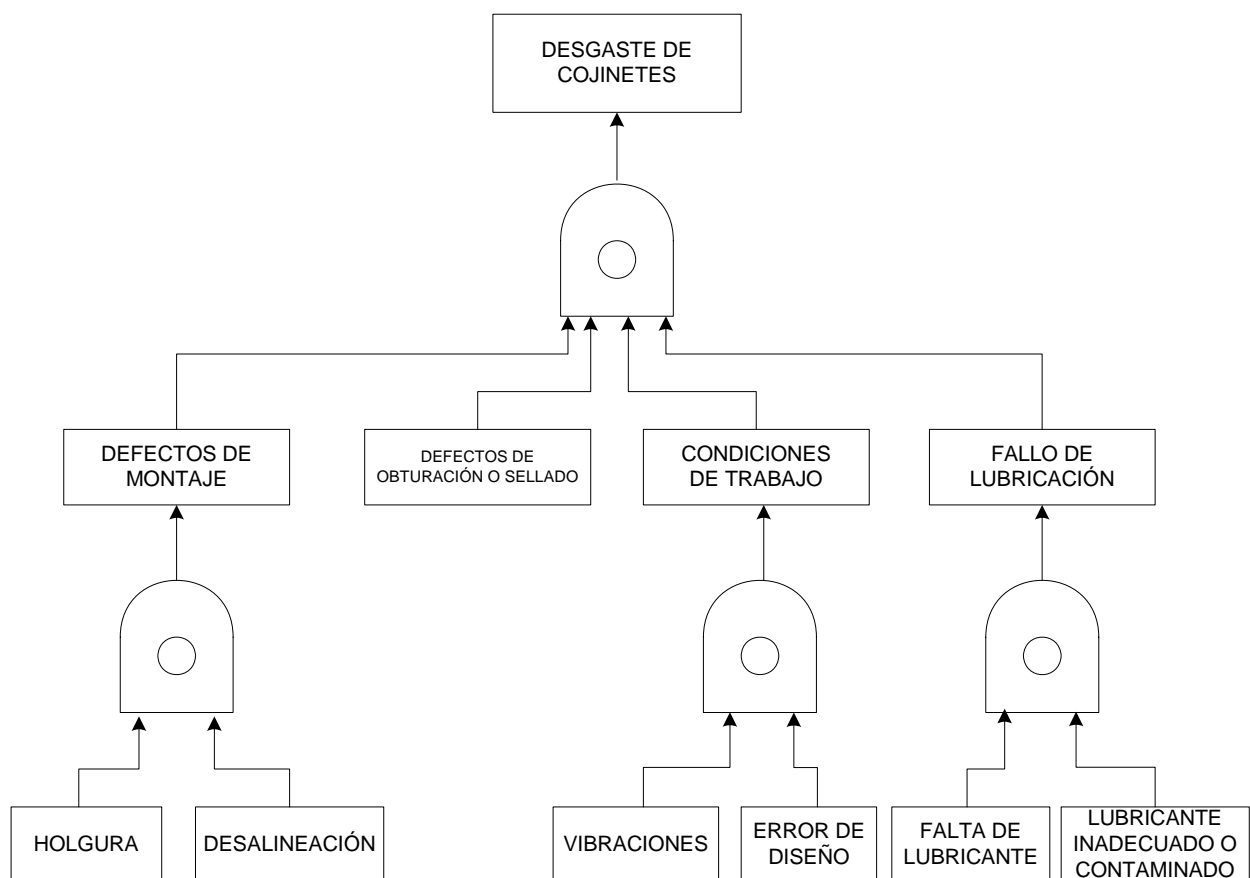 DESGASTE DE
COJINETES
DEFECTOS DE
MONTAJE
DEFECTOS DE
OBTURACIÓN O SELLADO
CONDICIONES
DE TRABAJO
FALLO DE
LUBRICACIÓN
HOLGURA
DESALINEACIÓN
VIBRACIONES
ERROR DE
DISEÑO
FALTA DE
LUBRICANTE
LUBRICANTE
INADECUADO O
CONTAMINADO